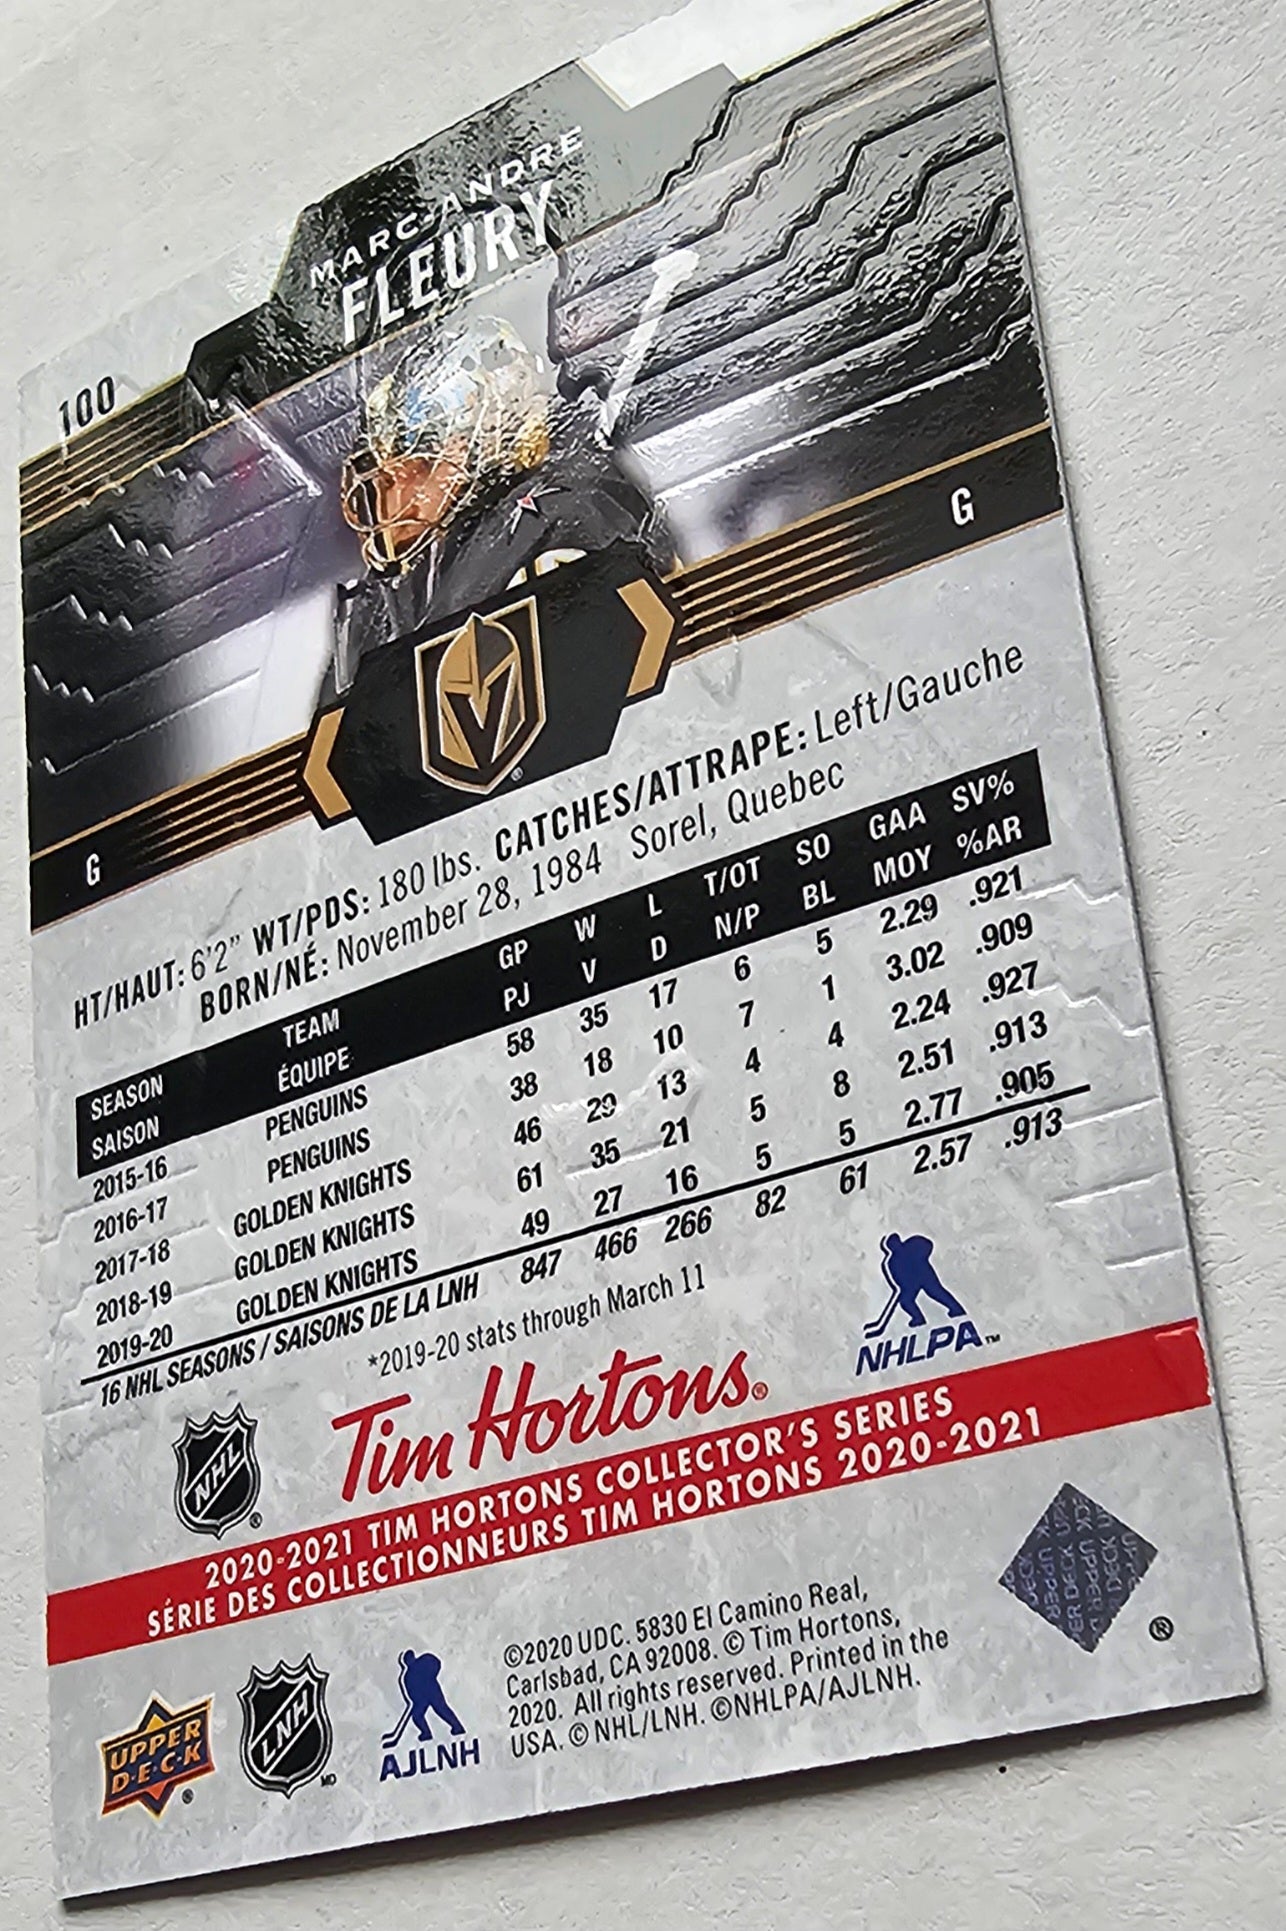 100
MARC-ANDRE
FLEURY
G
G
HT/HAUT: 6'2" WT/PDS: 180 lbs. CATCHES/ATTRAPE: Left/Gauche
BORN/NÉ: November 28, 1984 Sorel, Quebec
SEASON TEAM GP W L T/OT SO GAA SV%
SAISON ÉQUIPE PJ V D N/P BL MOY %AR
2015-16 PENGUINS 58 35 17 6 5 2.29 .921
2016-17 PENGUINS 38 18 10 7 1 3.02 .909
2017-18 GOLDEN KNIGHTS 46 29 13 4 4 2.24 .927
2018-19 GOLDEN KNIGHTS 61 35 21 5 8 2.51 .913
2019-20 GOLDEN KNIGHTS 49 27 16 5 5 2.77 .905
16 NHL SEASONS / SAISONS DE LA LNH 847 466 266 82 61 2.57 .913
*2019-20 stats through March 11
NHL ®
Tim Hortons®
NHLPA™
2020-2021 TIM HORTONS COLLECTOR'S SERIES
SÉRIE DES COLLECTIONNEURS TIM HORTONS 2020-2021
UPPER
D·E·C·K ®
LNH MD
AJLNH
©2020 UDC. 5830 El Camino Real,
Carlsbad, CA 92008. © Tim Hortons,
2020. All rights reserved. Printed in the
USA. © NHL/LNH. ©NHLPA/AJLNH.
UPPER DECK
®